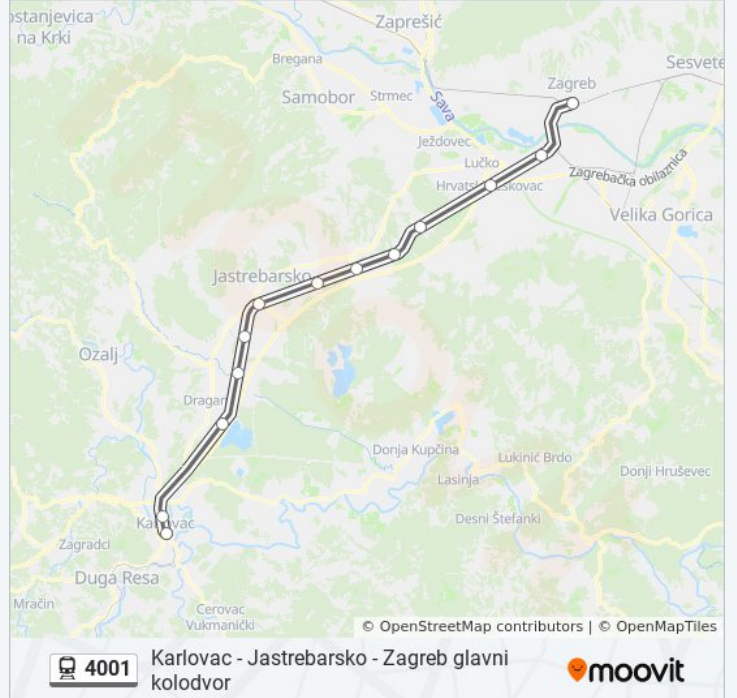 ostanjevica
na Krki
Zaprešić
Bregana
Sesvete
Samobor
Strmec
Zagreb
Sava
Ježdovec
Lučko
Zagrebačka obilaznica
Hrvatski Leskovac
Velika Gorica
Jastrebarsko
Ozalj
Dragan
Donja Kupčina
Lukinić Brdo
Lasinja
Donji Hruševec
Karlovac
Desni Štefanki
Zagradci
Duga Resa
Mračin
Cerovac
Vukmanički
© OpenStreetMap contributors | © OpenMapTiles
4001
Karlovac - Jastrebarsko - Zagreb glavni
kolodvor
moovit